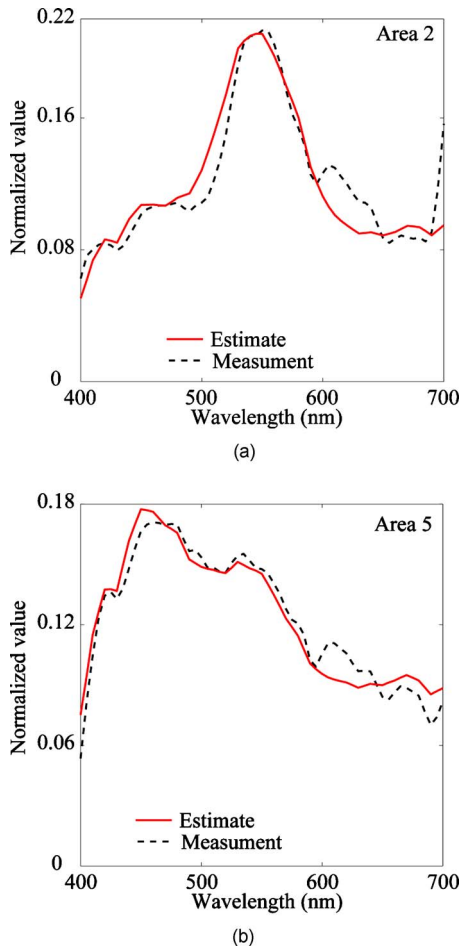 0.22
Area 2
0.16
Normalized value
0.08
Estimate
Measument
0
400 500 600 700
Wavelength (nm)
(a)
0.18
Area 5
0.12
Normalized value
0.06
Estimate
Measument
0
400 500 600 700
Wavelength (nm)
(b)